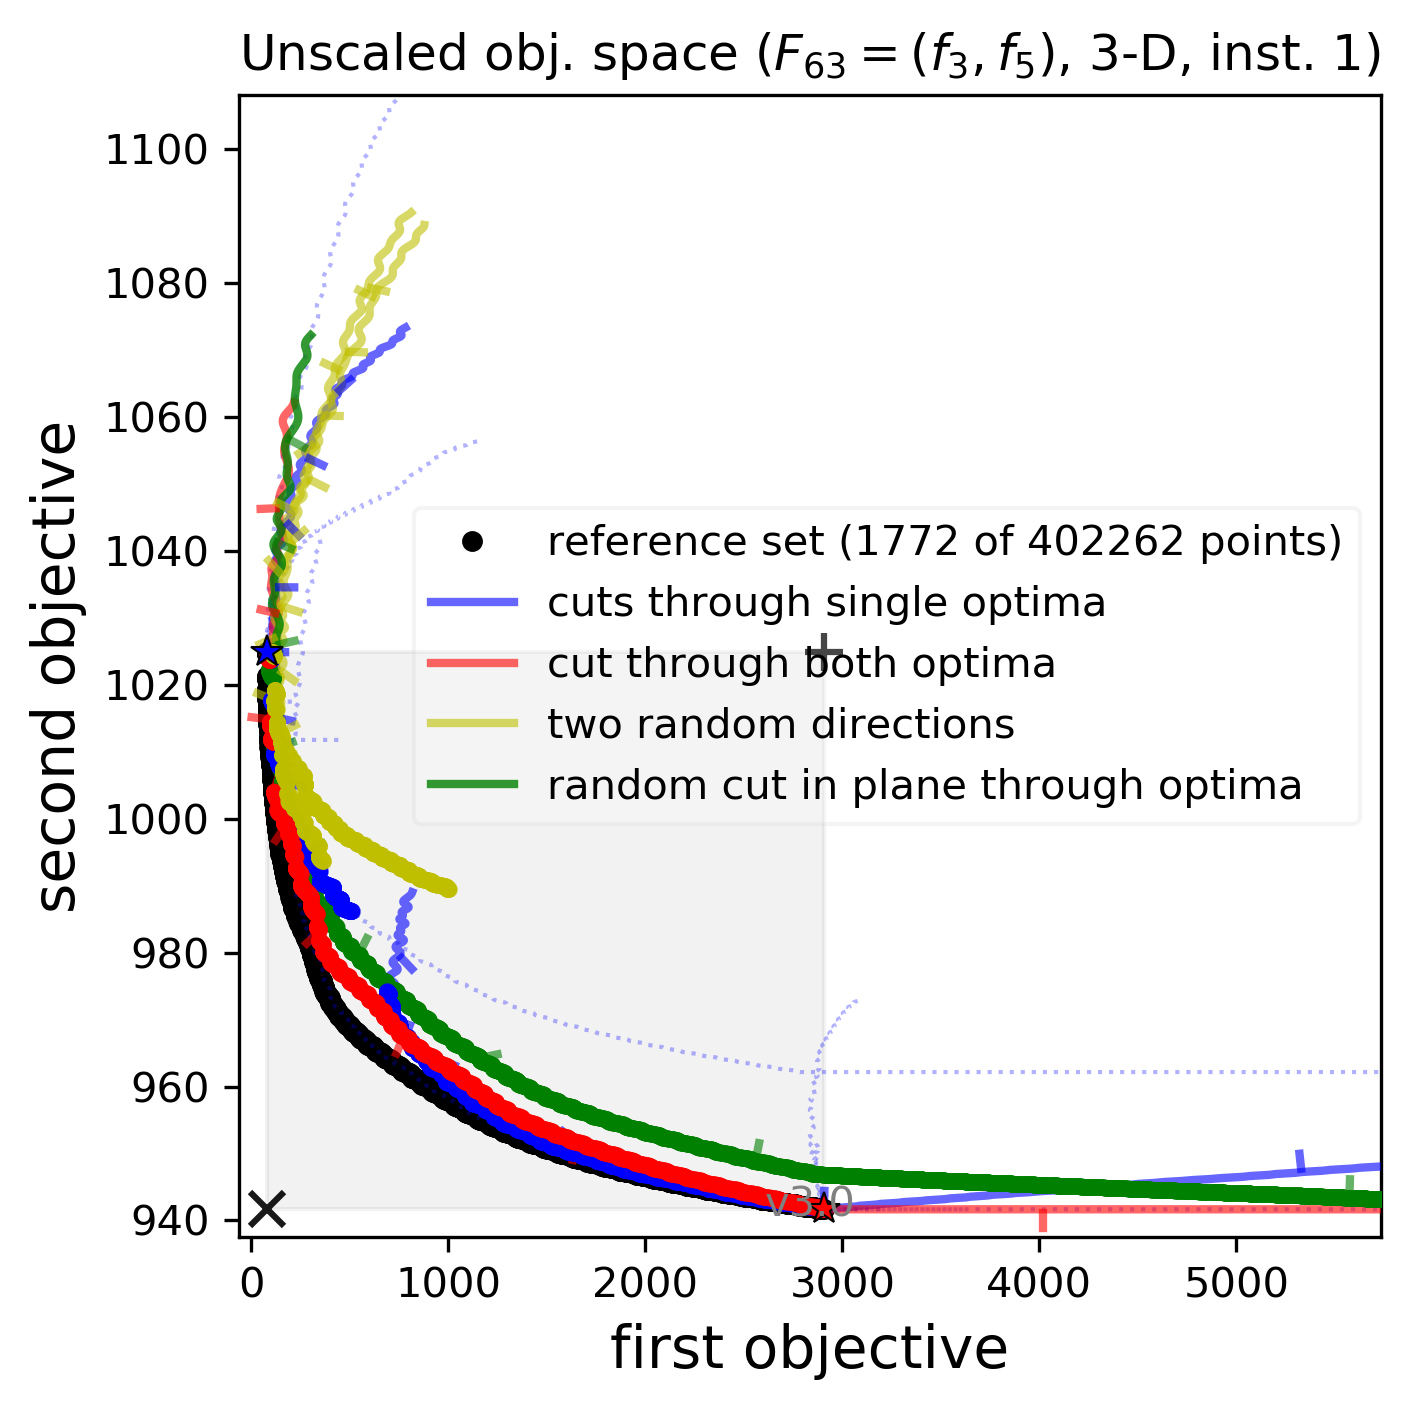 Unscaled obj. space (F63 = (f3, f5), 3-D, inst. 1)
second objective
1100
1080
1060
1040
1020
1000
980
960
940
reference set (1772 of 402262 points)
cuts through single optima
cut through both optima
two random directions
random cut in plane through optima
v3.0
0 1000 2000 3000 4000 5000
first objective